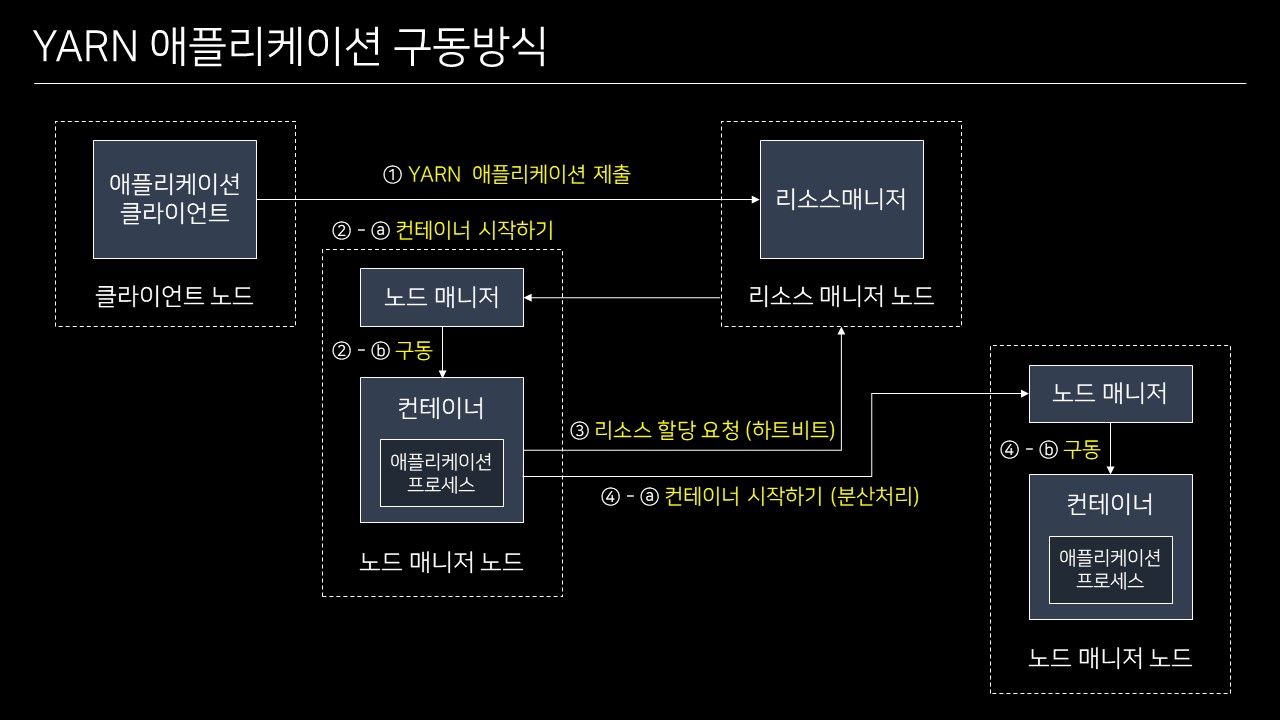 YARN 애플리케이션 구동방식
애플리케이션
클라이언트
클라이언트 노드
① YARN 애플리케이션 제출
리소스매니저
리소스 매니저 노드
② - ⓐ 컨테이너 시작하기
노드 매니저
② - ⓑ 구동
컨테이너
애플리케이션
프로세스
노드 매니저 노드
③ 리소스 할당 요청 (하트비트)
④ - ⓐ 컨테이너 시작하기 (분산처리)
노드 매니저
④ - ⓑ 구동
컨테이너
애플리케이션
프로세스
노드 매니저 노드